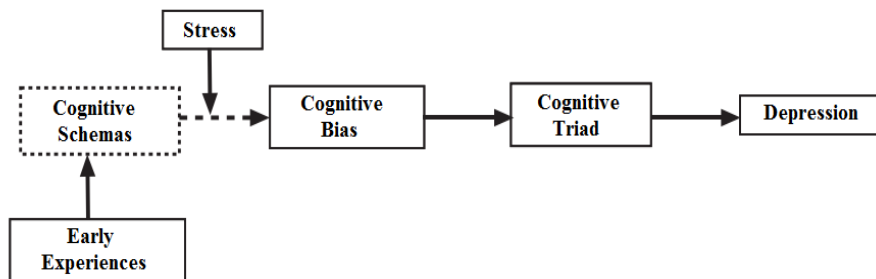 Stress
Cognitive
Schemas
Cognitive
Bias
Cognitive
Triad
Depression
Early
Experiences